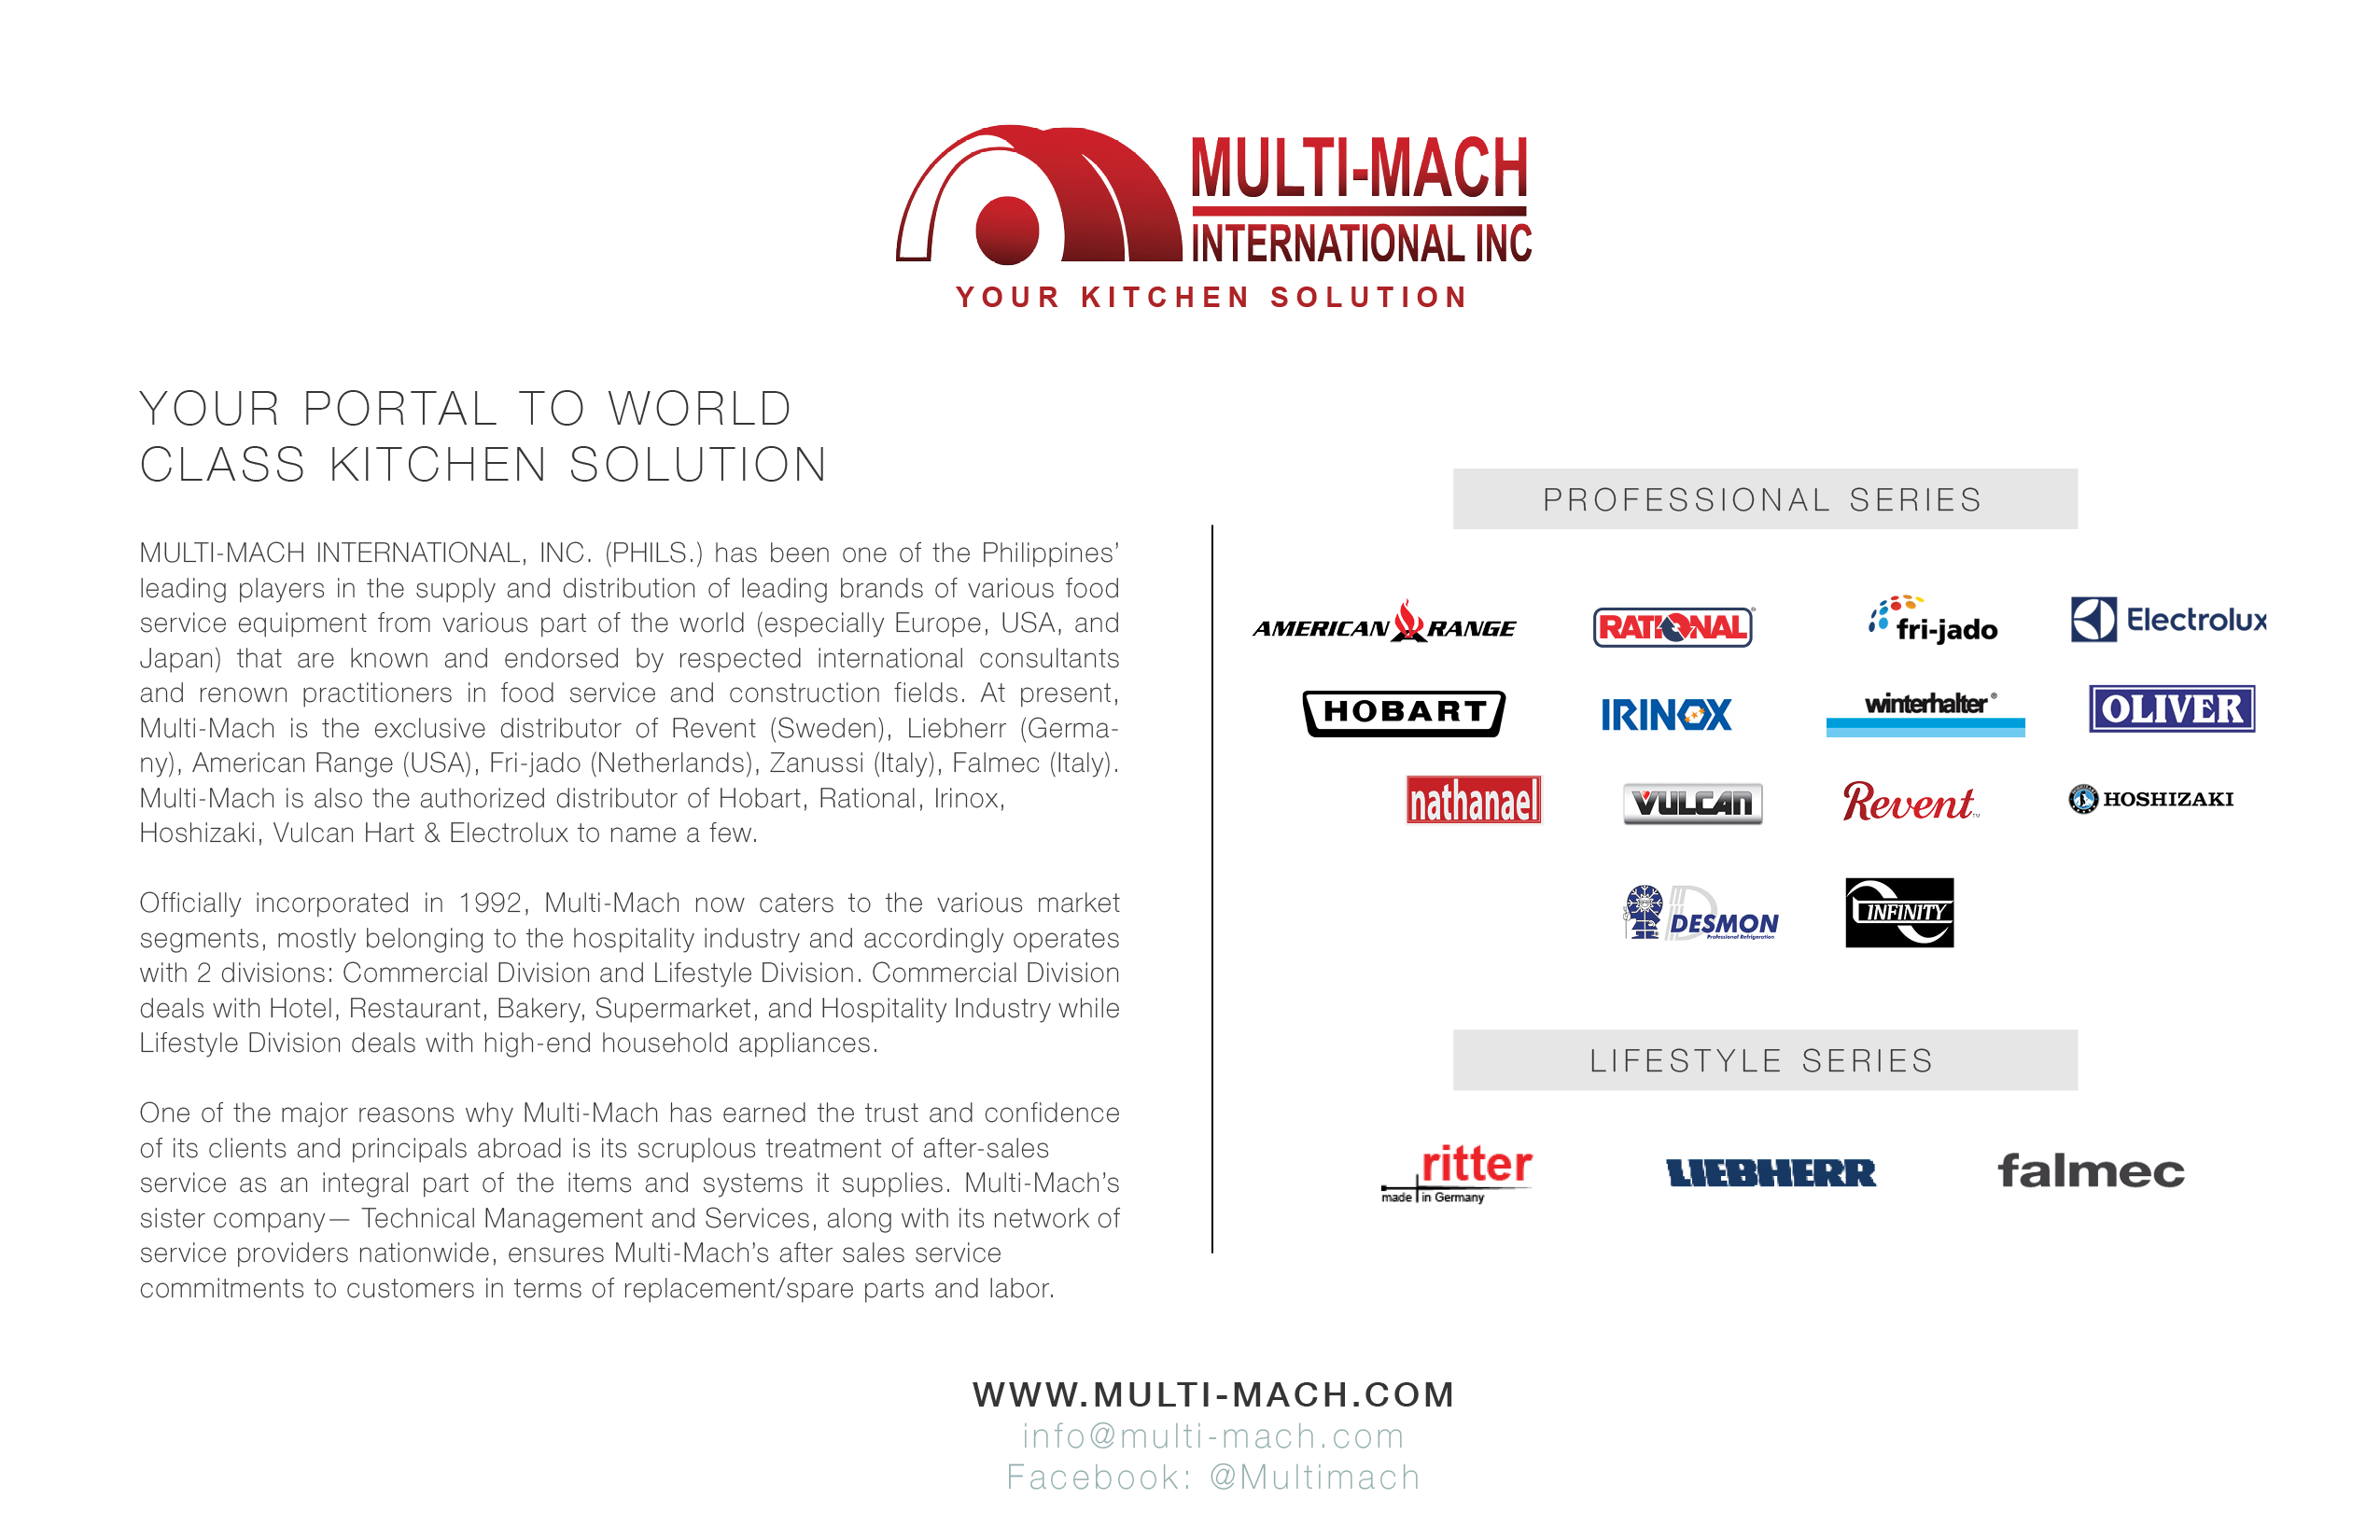 MULTI-MACH
INTERNATIONAL INC
YOUR KITCHEN SOLUTION
YOUR PORTAL TO WORLD
CLASS KITCHEN SOLUTION
MULTI-MACH INTERNATIONAL, INC. (PHILS.) has been one of the Philippines’
leading players in the supply and distribution of leading brands of various food
service equipment from various part of the world (especially Europe, USA, and
Japan) that are known and endorsed by respected international consultants
and renown practitioners in food service and construction fields. At present,
Multi-Mach is the exclusive distributor of Revent (Sweden), Liebherr (Germa-
ny), American Range (USA), Fri-jado (Netherlands), Zanussi (Italy), Falmec (Italy).
Multi-Mach is also the authorized distributor of Hobart, Rational, Irinox,
Hoshizaki, Vulcan Hart & Electrolux to name a few.
Officially incorporated in 1992, Multi-Mach now caters to the various market
segments, mostly belonging to the hospitality industry and accordingly operates
with 2 divisions: Commercial Division and Lifestyle Division. Commercial Division
deals with Hotel, Restaurant, Bakery, Supermarket, and Hospitality Industry while
Lifestyle Division deals with high-end household appliances.
One of the major reasons why Multi-Mach has earned the trust and confidence
of its clients and principals abroad is its scruplous treatment of after-sales
service as an integral part of the items and systems it supplies. Multi-Mach’s
sister company— Technical Management and Services, along with its network of
service providers nationwide, ensures Multi-Mach’s after sales service
commitments to customers in terms of replacement/spare parts and labor.
PROFESSIONAL SERIES
AMERICAN RANGE
RATIONAL®
fri-jado
Electrolux
HOBART
IRINOX
winterhalter®
OLIVER
nathanael
VULCAN
Revent™
HOSHIZAKI
DESMON
Professional Refrigeration
INFINITY
LIFESTYLE SERIES
ritter
made in Germany
LIEBHERR
falmec
WWW.MULTI-MACH.COM
info@multi-mach.com
Facebook: @Multimach